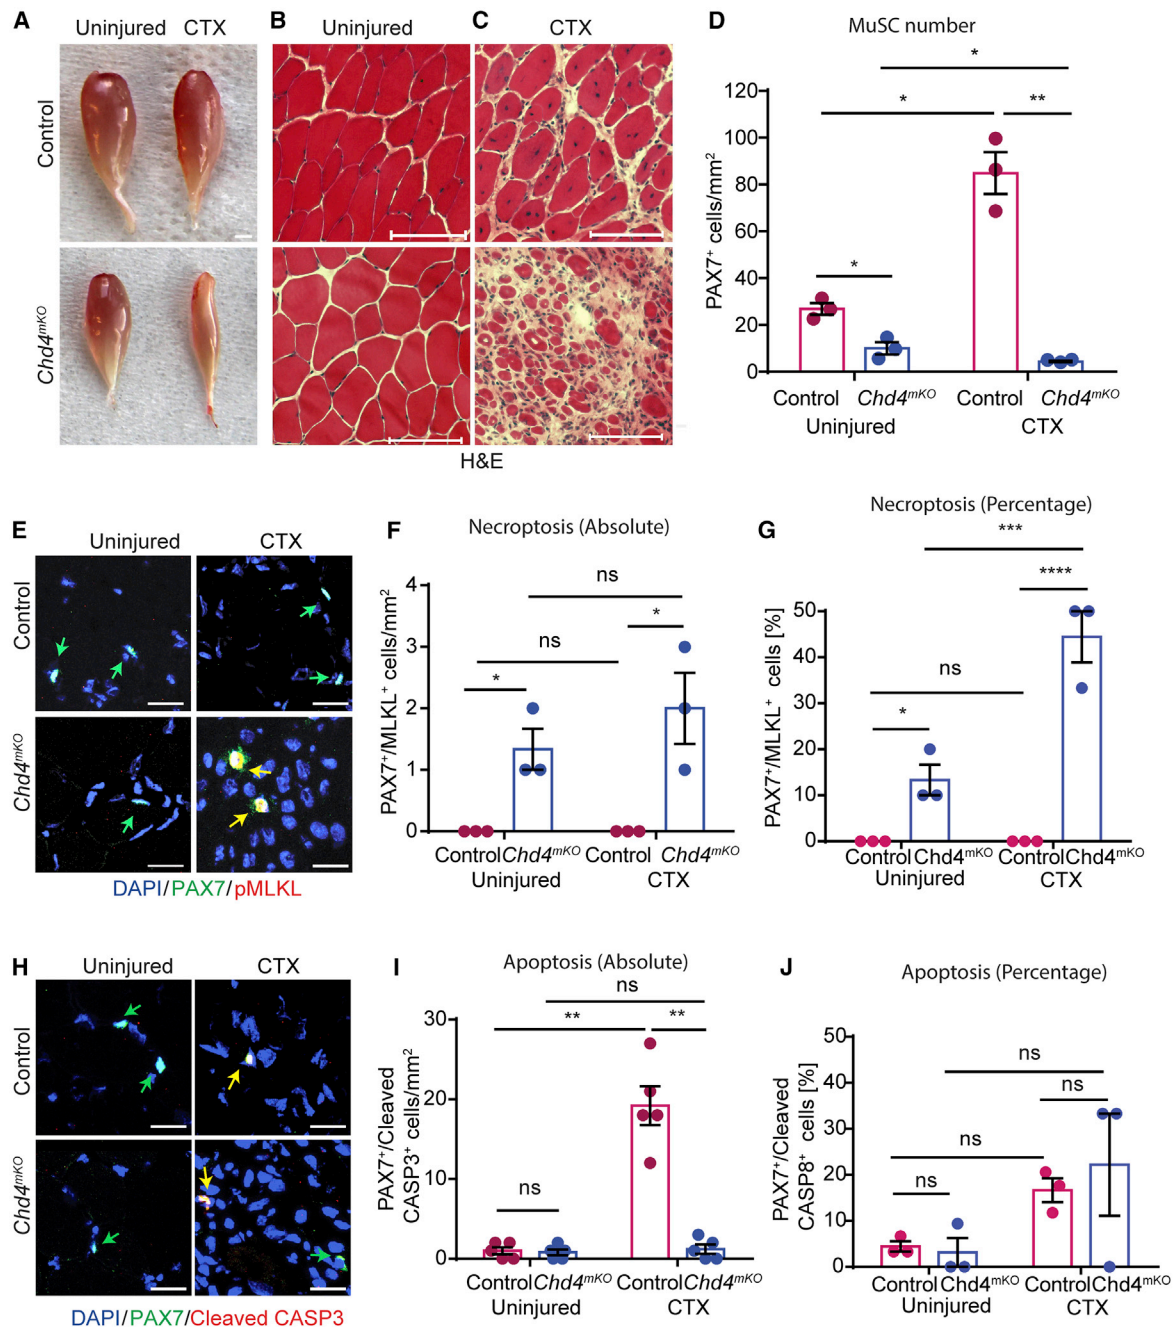 A Uninjured CTX
Control
Chd4mKO
B Uninjured
C CTX
H&E
D MuSC number
*
* **
*
PAX7+ cells/mm2
120
100
80
60
40
20
0
Control Chd4mKO Control Chd4mKO
Uninjured CTX
E Uninjured CTX
Control
Chd4mKO
DAPI/PAX7/pMLKL
F Necroptosis (Absolute)
ns
*
ns
*
PAX7+/MLKL+ cells/mm2
4
3
2
1
0
Control Chd4mKO Control Chd4mKO
Uninjured CTX
G Necroptosis (Percentage)
***
****
ns
*
PAX7+/MLKL+ cells [%]
50
40
30
20
10
0
Control Chd4mKO Control Chd4mKO
Uninjured CTX
H Uninjured CTX
Control
Chd4mKO
DAPI/PAX7/Cleaved CASP3
I Apoptosis (Absolute)
ns
** **
ns
PAX7+/Cleaved
CASP3+ cells/mm2
30
20
10
0
Control Chd4mKO Control Chd4mKO
Uninjured CTX
J Apoptosis (Percentage)
ns
ns
ns
ns
PAX7+/Cleaved
CASP8+ cells [%]
50
40
30
20
10
0
Control Chd4mKO Control Chd4mKO
Uninjured CTX